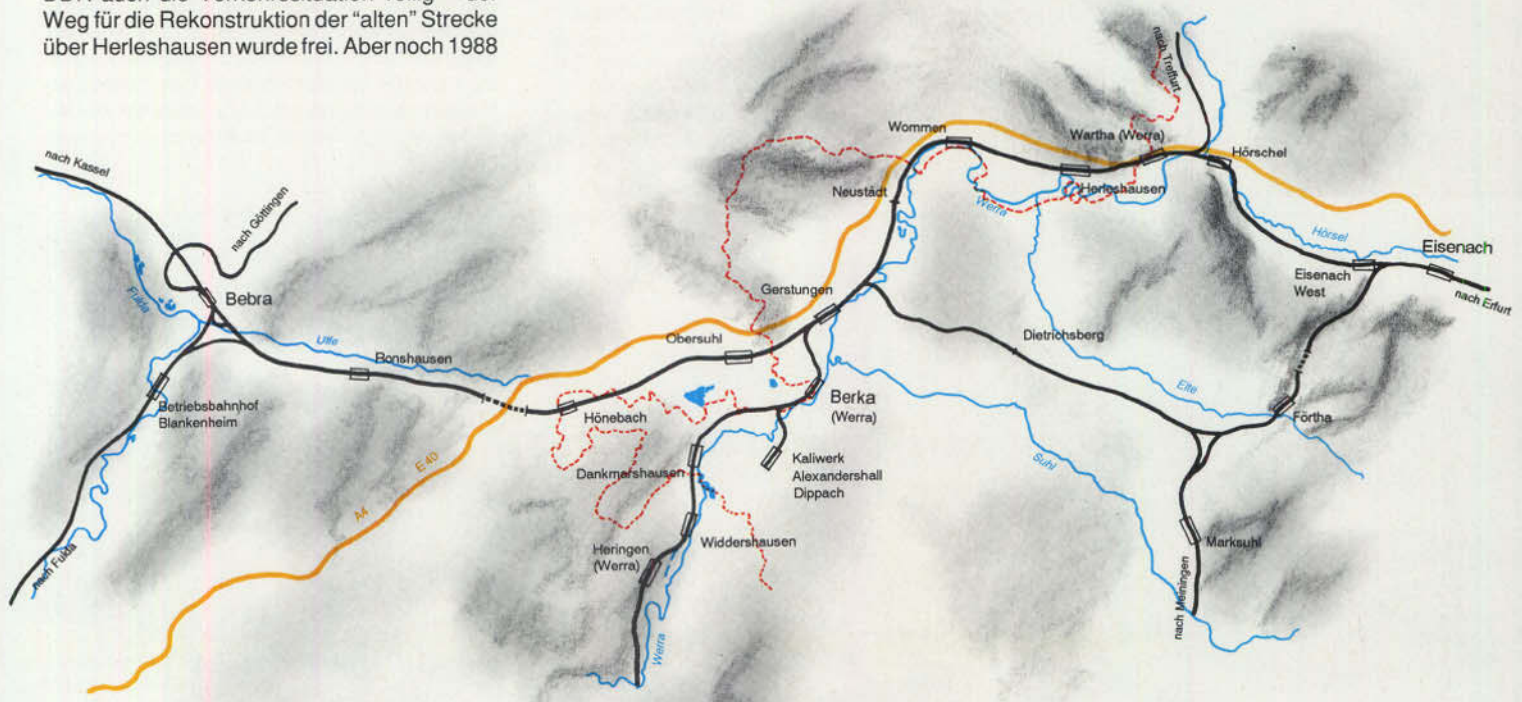 Weg für die Rekonstruktion der “alten” Strecke
über Herleshausen wurde frei. Aber noch 1988
nach Kassel
nach Göttingen
Bebra
Fulda
Ulfe
Ronshausen
Betriebsbahnhof
Blankenheim
nach Fulda
A4
E 40
Hönebach
Obersuhl
Gerstungen
Neustädt
Wommen
Wartha (Werra)
nach Treffurt
Hörschel
Herleshausen
Werra
Hörsel
Eisenach
Eisenach
West
nach Erfurt
Dietrichsberg
Elte
Förtha
Suhl
Berka
(Werra)
Kaliwerk
Alexandershall
Dippach
Dankmarshausen
Widdershausen
Heringen
(Werra)
Werra
Marksuhl
nach Meiningen